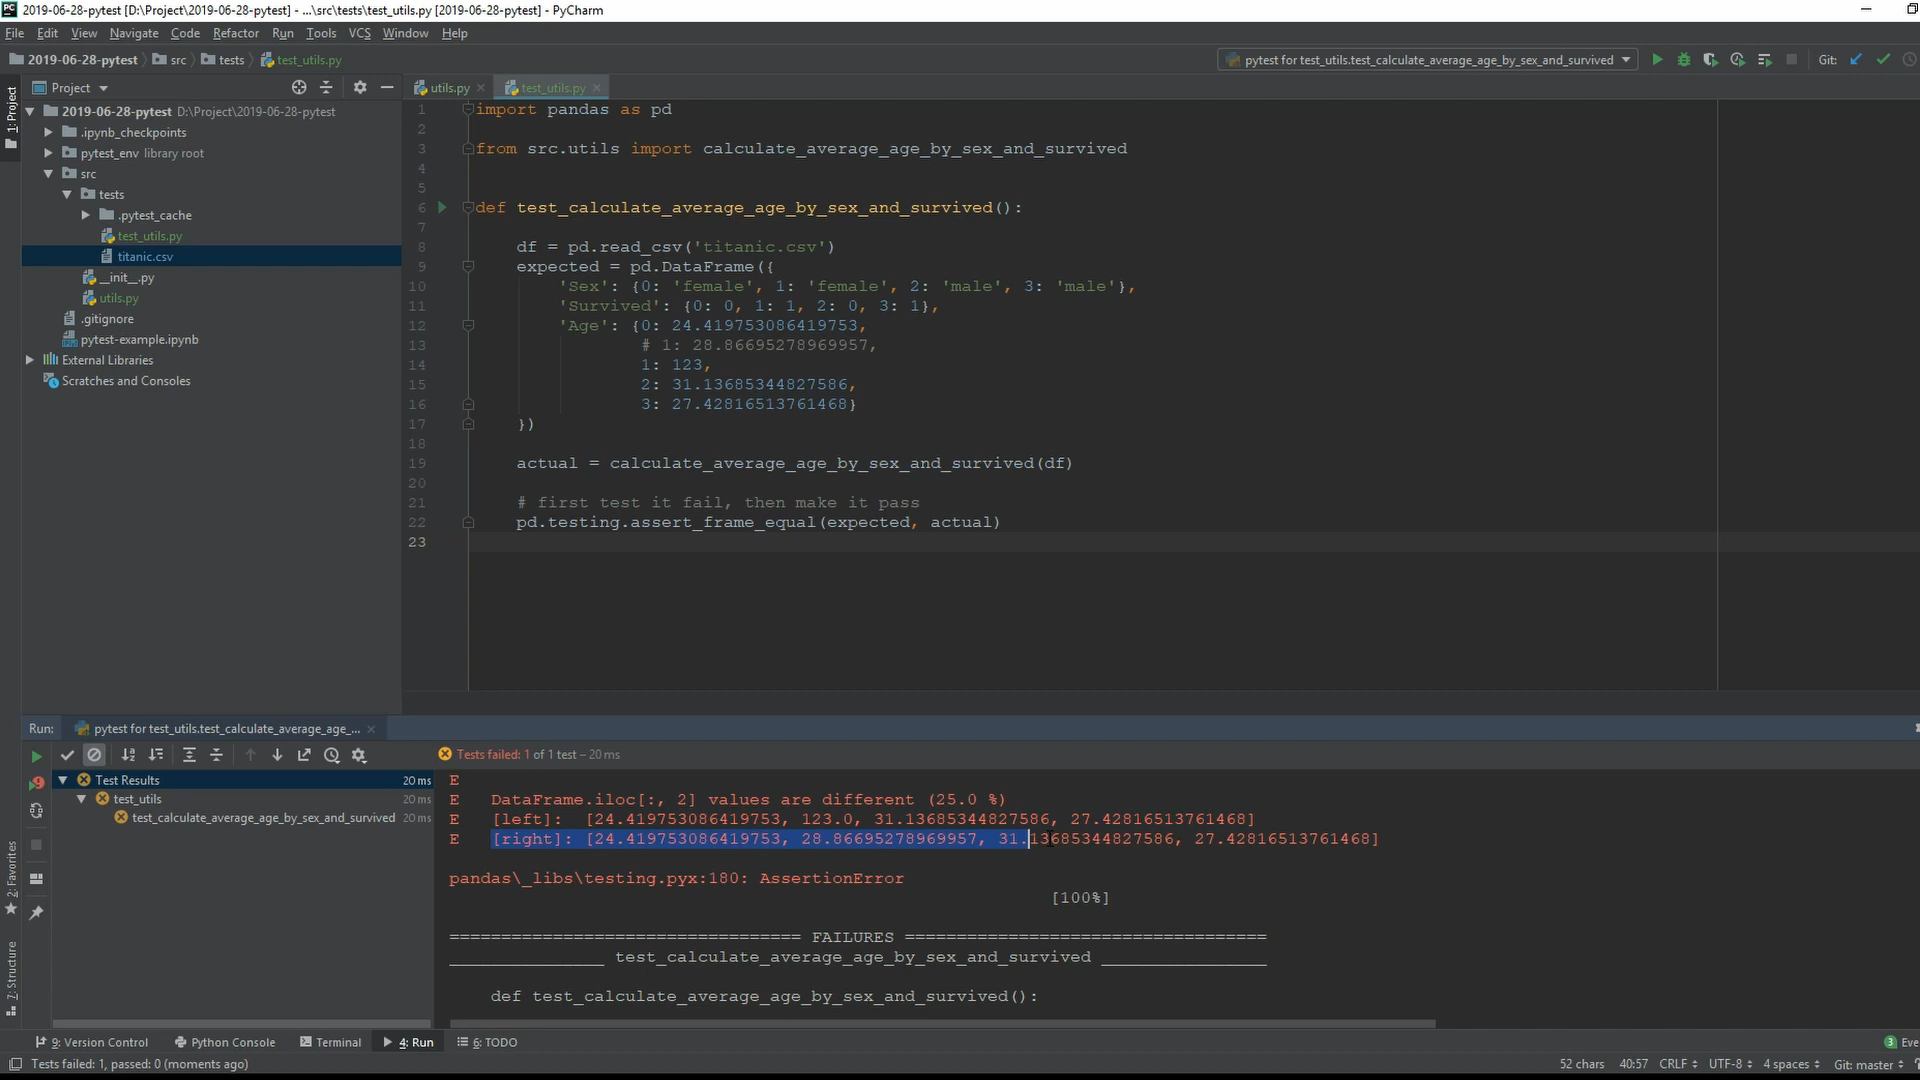 2019-06-28-pytest [D:\Project\2019-06-28-pytest] - ...\src\tests\test_utils.py [2019-06-28-pytest] - PyCharm
File Edit View Navigate Code Refactor Run Tools VCS Window Help
2019-06-28-pytest src tests test_utils.py pytest for test_utils.test_calculate_average_age_by_sex_and_survived Git:
1: Project
Project
utils.py test_utils.py
2019-06-28-pytest D:\Project\2019-06-28-pytest
.ipynb_checkpoints
pytest_env library root
src
tests
.pytest_cache
test_utils.py
titanic.csv
__init__.py
utils.py
.gitignore
pytest-example.ipynb
External Libraries
Scratches and Consoles
1 import pandas as pd
2
3 from src.utils import calculate_average_age_by_sex_and_survived
4
5
6 def test_calculate_average_age_by_sex_and_survived():
7
8 df = pd.read_csv('titanic.csv')
9 expected = pd.DataFrame({
10 'Sex': {0: 'female', 1: 'female', 2: 'male', 3: 'male'},
11 'Survived': {0: 0, 1: 1, 2: 0, 3: 1},
12 'Age': {0: 24.419753086419753,
13 # 1: 28.86695278969957,
14 1: 123,
15 2: 31.13685344827586,
16 3: 27.42816513761468}
17 })
18
19 actual = calculate_average_age_by_sex_and_survived(df)
20
21 # first test it fail, then make it pass
22 pd.testing.assert_frame_equal(expected, actual)
23
Run: pytest for test_utils.test_calculate_average_age_...
Tests failed: 1 of 1 test – 20 ms
Test Results 20 ms
test_utils 20 ms
test_calculate_average_age_by_sex_and_survived 20 ms
E
E DataFrame.iloc[:, 2] values are different (25.0 %)
E [left]: [24.419753086419753, 123.0, 31.13685344827586, 27.42816513761468]
E [right]: [24.419753086419753, 28.86695278969957, 31.13685344827586, 27.42816513761468]
pandas\_libs\testing.pyx:180: AssertionError
[100%]
================================== FAILURES ===================================
_______________ test_calculate_average_age_by_sex_and_survived ________________
def test_calculate_average_age_by_sex_and_survived():
2: Favorites
7: Structure
9: Version Control Python Console Terminal 4: Run 6: TODO 3 Eve
Tests failed: 1, passed: 0 (moments ago) 52 chars 40:57 CRLF UTF-8 4 spaces Git: master